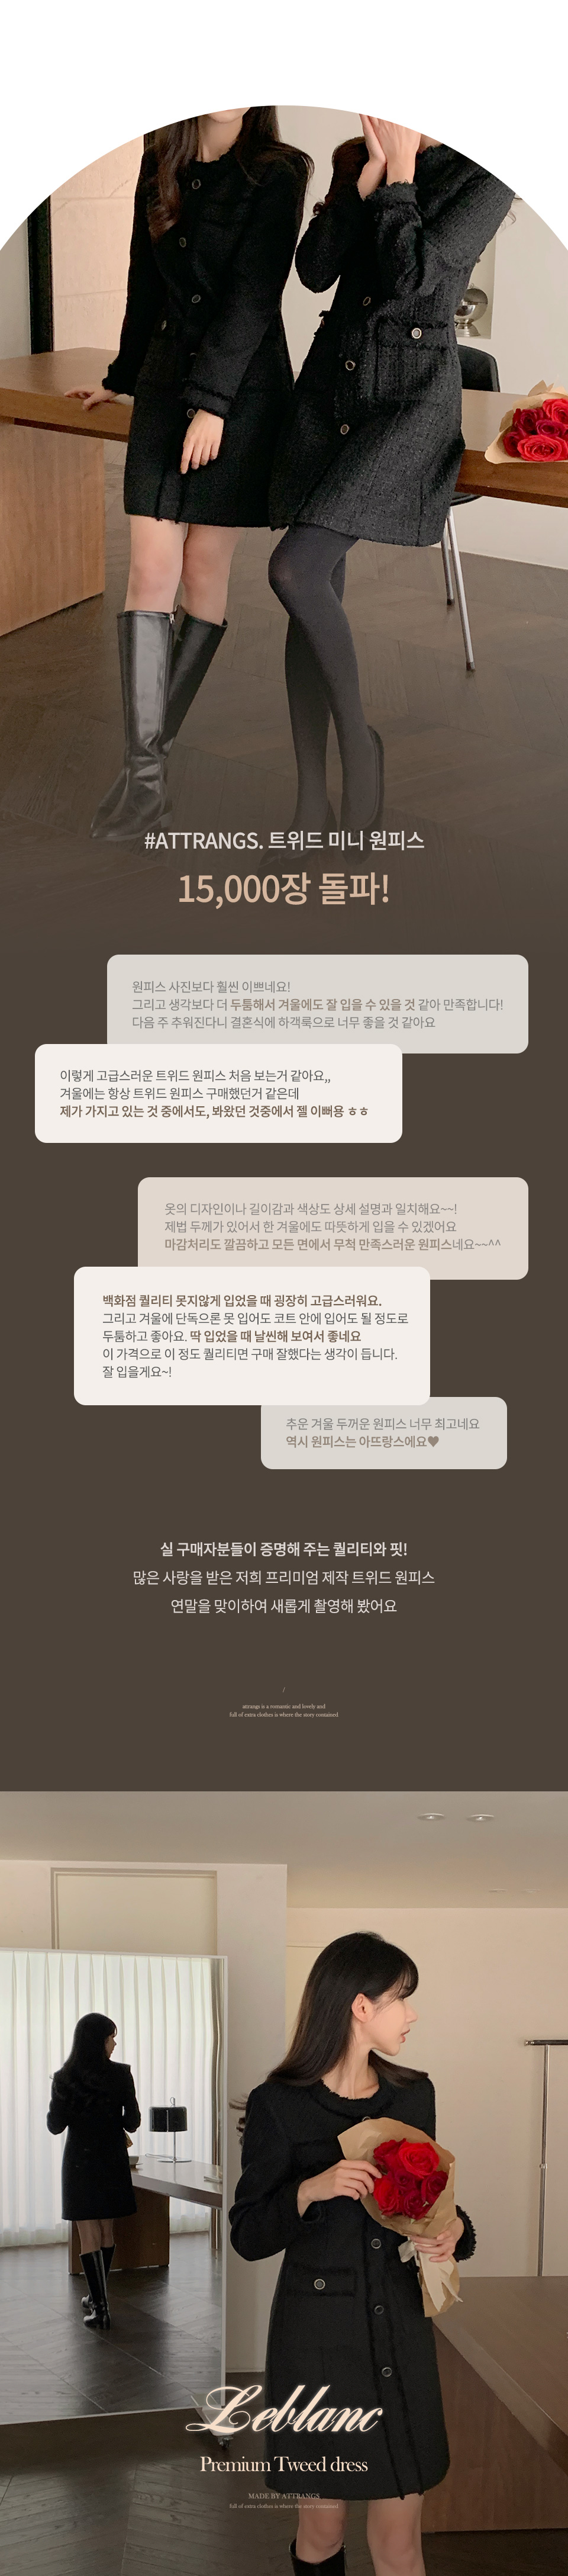 #ATTRANGS. 트위드 미니 원피스
15,000장 돌파!
원피스 사진보다 훨씬 이쁘네요!
그리고 생각보다 더 두툼해서 겨울에도 잘 입을 수 있을 것 같아 만족합니다!
다음 주 추워진다니 결혼식에 하객룩으로 너무 좋을 것 같아요
이렇게 고급스러운 트위드 원피스 처음 보는거 같아요,,
겨울에는 항상 트위드 원피스 구매했던거 같은데
제가 가지고 있는 것 중에서도, 봐왔던 것중에서 젤 이뻐용 ㅎㅎ
옷의 디자인이나 길이감과 색상도 상세 설명과 일치해요~~!
제법 두께가 있어서 한 겨울에도 따뜻하게 입을 수 있겠어요
마감처리도 깔끔하고 모든 면에서 무척 만족스러운 원피스네요~~^^
백화점 퀄리티 못지않게 입었을 때 굉장히 고급스러워요.
그리고 겨울에 단독으론 못 입어도 코트 안에 입어도 될 정도로
두툼하고 좋아요. 딱 입었을 때 날씬해 보여서 좋네요
이 가격으로 이 정도 퀄리티면 구매 잘했다는 생각이 듭니다.
잘 입을게요~!
추운 겨울 두꺼운 원피스 너무 최고네요
역시 원피스는 아뜨랑스에요♥
실 구매자분들이 증명해 주는 퀄리티와 핏!
많은 사랑을 받은 저희 프리미엄 제작 트위드 원피스
연말을 맞이하여 새롭게 촬영해 봤어요
/
attrangs is a romantic and lovely and
full of extra clothes is where the story contained
Leblanc
Premium Tweed dress
MADE BY ATTRANGS
full of extra clothes is where the story contained